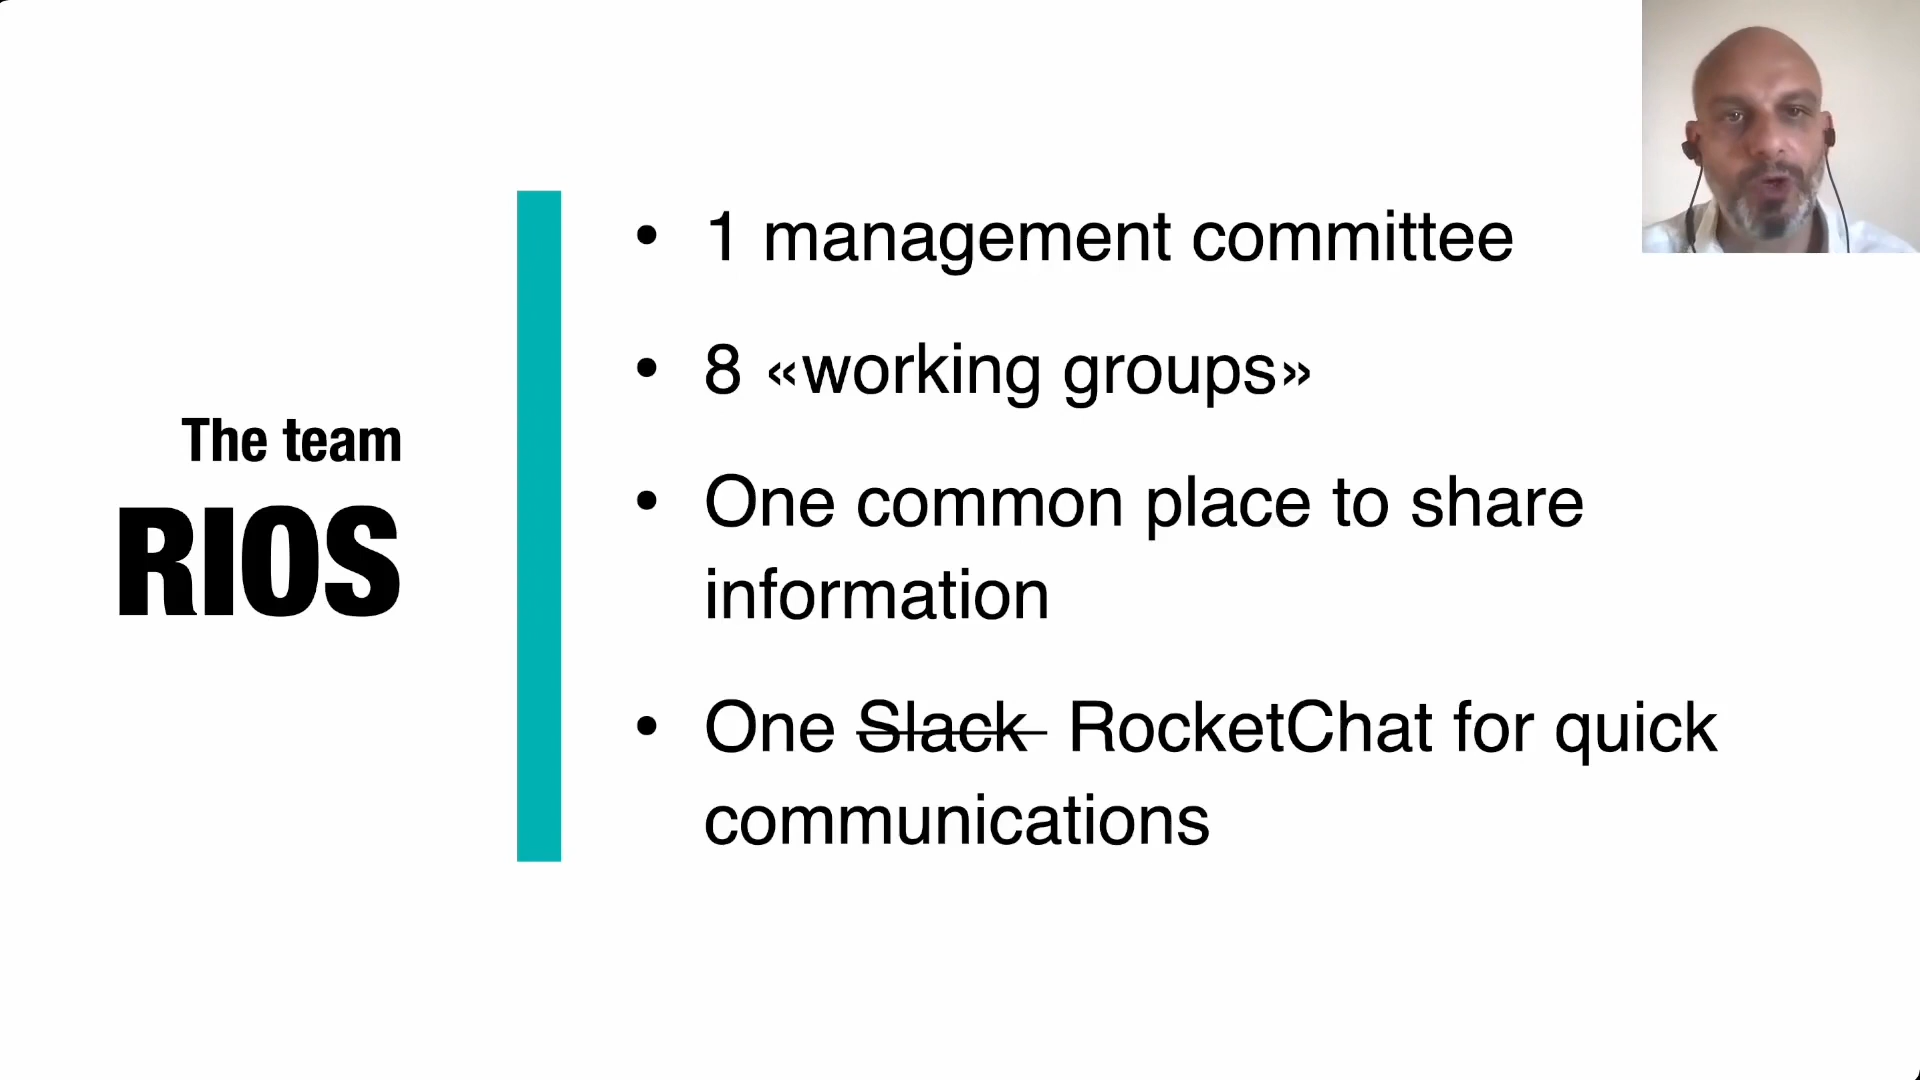 The team
RIOS
• 1 management committee
• 8 «working groups»
• One common place to share
information
• One Slack RocketChat for quick
communications